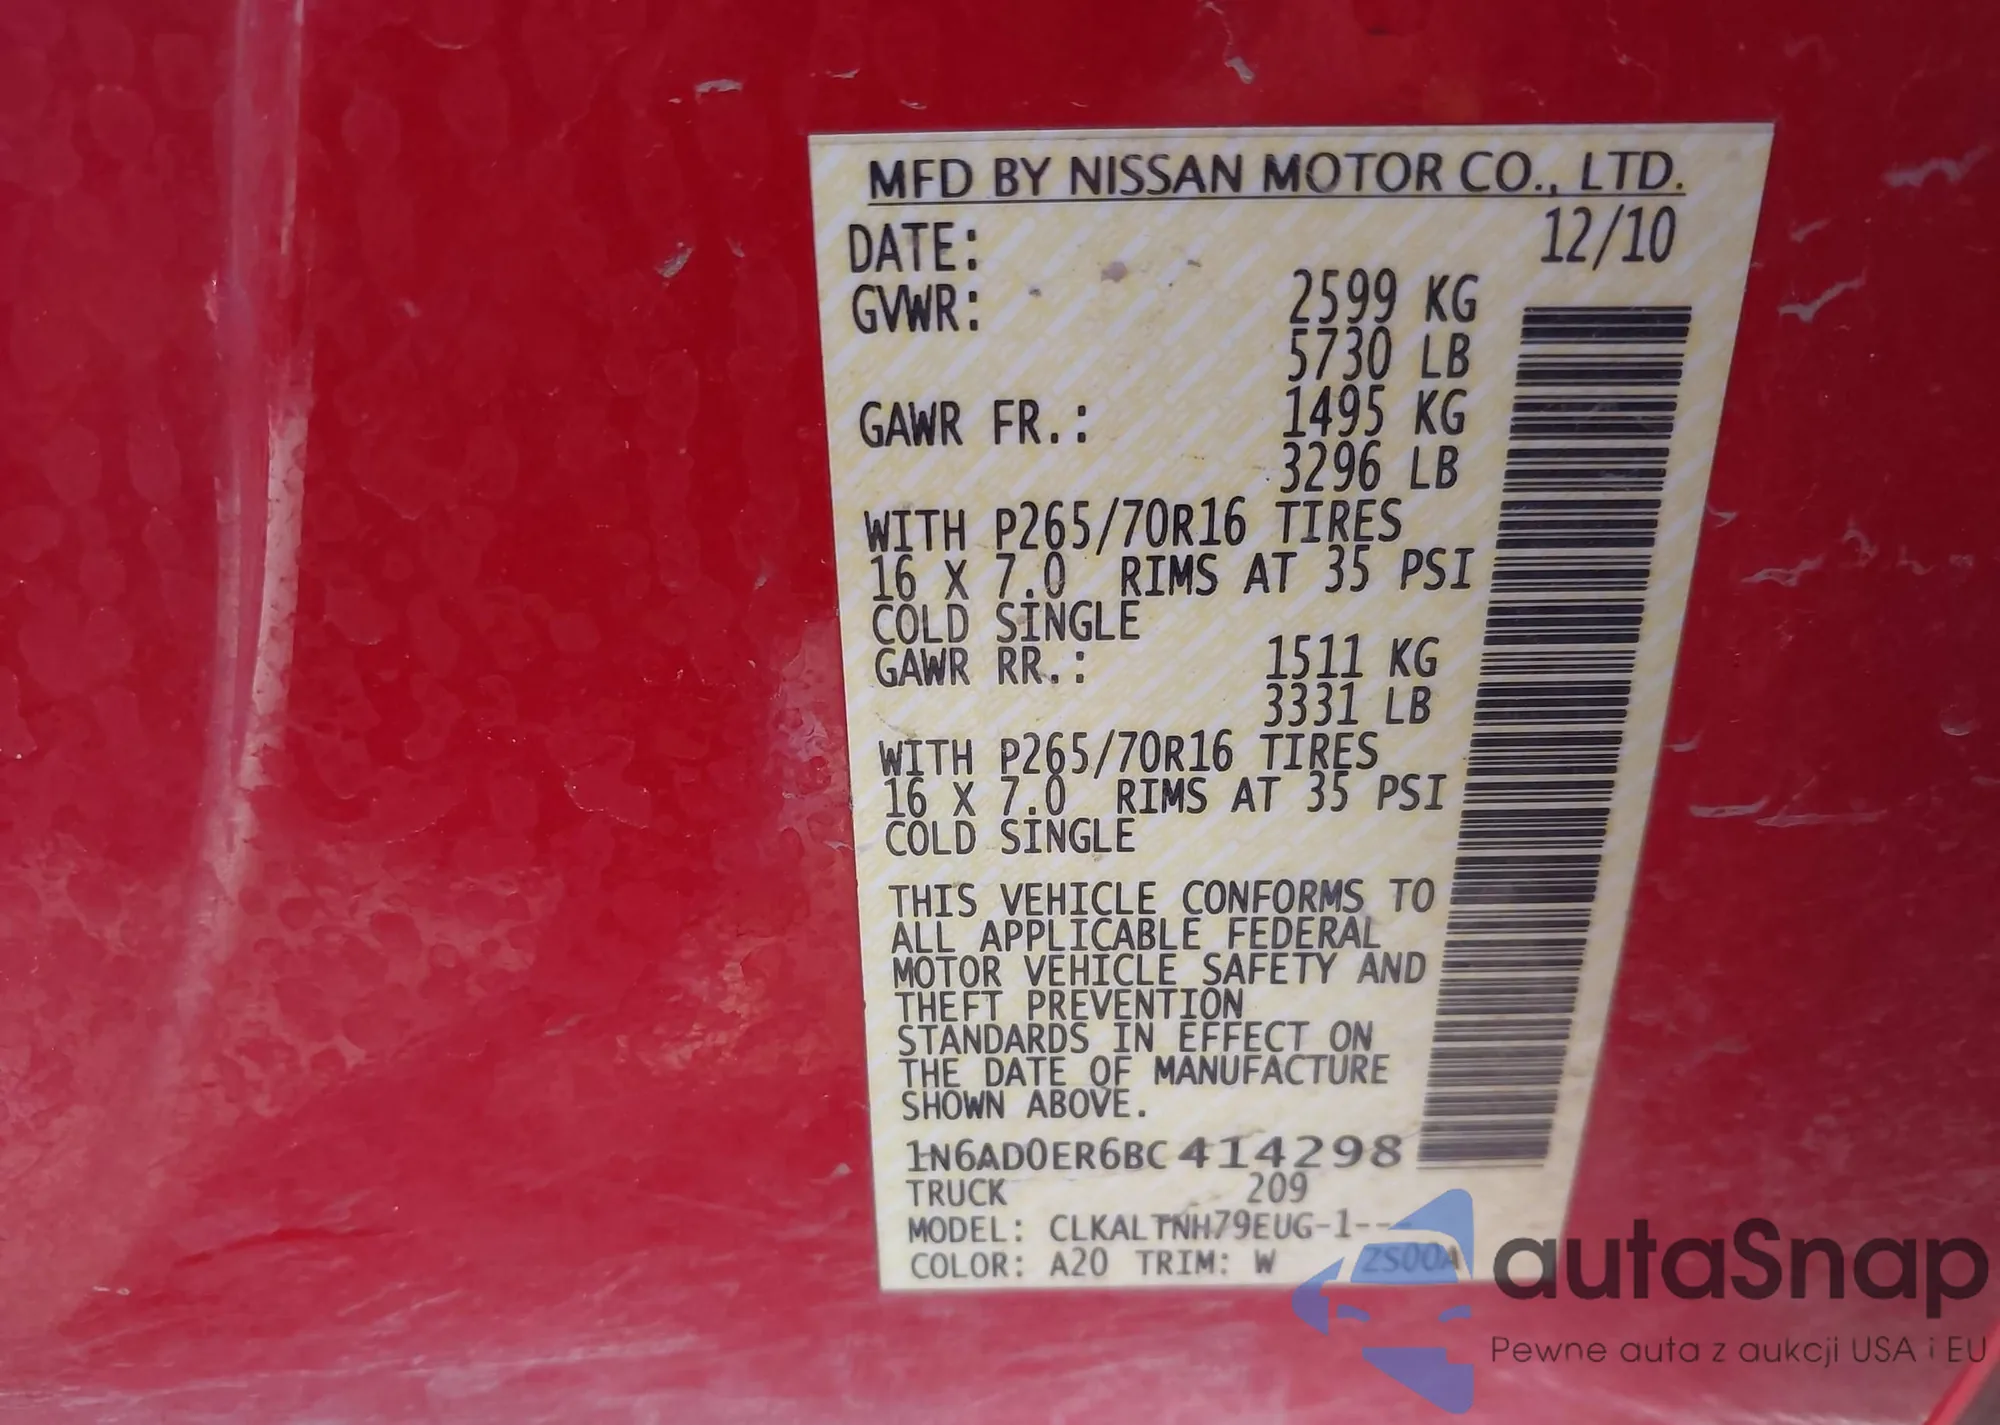 MFD BY NISSAN MOTOR CO., LTD.
DATE: 12/10
GVWR: 2599 KG
5730 LB
GAWR FR.: 1495 KG
3296 LB
WITH P265/70R16 TIRES
16 X 7.0 RIMS AT 35 PSI
COLD SINGLE
GAWR RR.: 1511 KG
3331 LB
WITH P265/70R16 TIRES
16 X 7.0 RIMS AT 35 PSI
COLD SINGLE
THIS VEHICLE CONFORMS TO
ALL APPLICABLE FEDERAL
MOTOR VEHICLE SAFETY AND
THEFT PREVENTION
STANDARDS IN EFFECT ON
THE DATE OF MANUFACTURE
SHOWN ABOVE.
1N6AD0ER6BC414298
TRUCK 209
MODEL: CLKALTNH79EUG-1---
COLOR: A20 TRIM: W ZS00A
autaSnap
Pewne auta z aukcji USA i EU